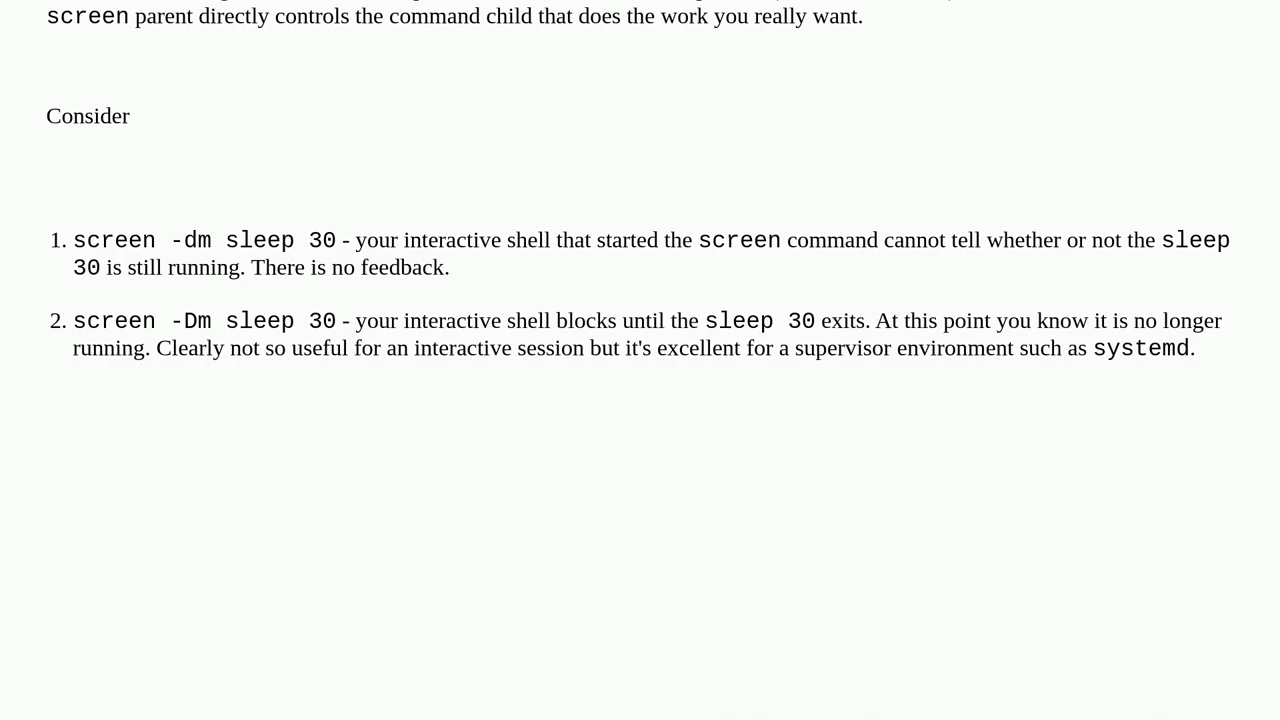 screen parent directly controls the command child that does the work you really want.
Consider
1. screen -dm sleep 30 - your interactive shell that started the screen command cannot tell whether or not the sleep
30 is still running. There is no feedback.
2. screen -Dm sleep 30 - your interactive shell blocks until the sleep 30 exits. At this point you know it is no longer
running. Clearly not so useful for an interactive session but it's excellent for a supervisor environment such as systemd.